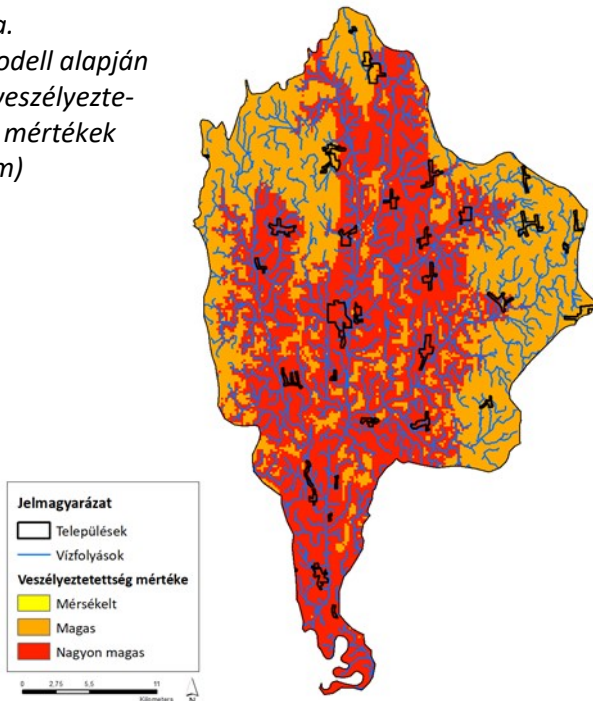 a.
odell alapján
veszélyezte-
mértékek
m)
Jelmagyarázat
Települések
Vízfolyások
Veszélyeztetettség mértéke
Mérsékelt
Magas
Nagyon magas
0 2.75 5.5 11
Kilometers